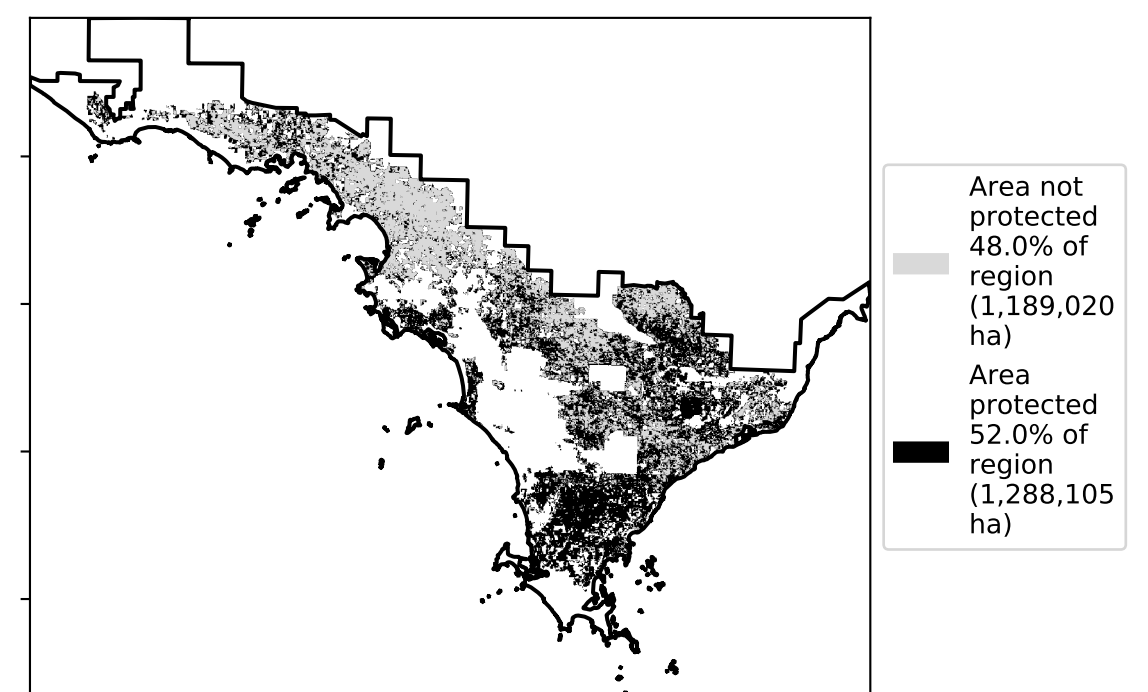 Area not
protected
48.0% of
region
(1,189,020
ha)
Area
protected
52.0% of
region
(1,288,105
ha)